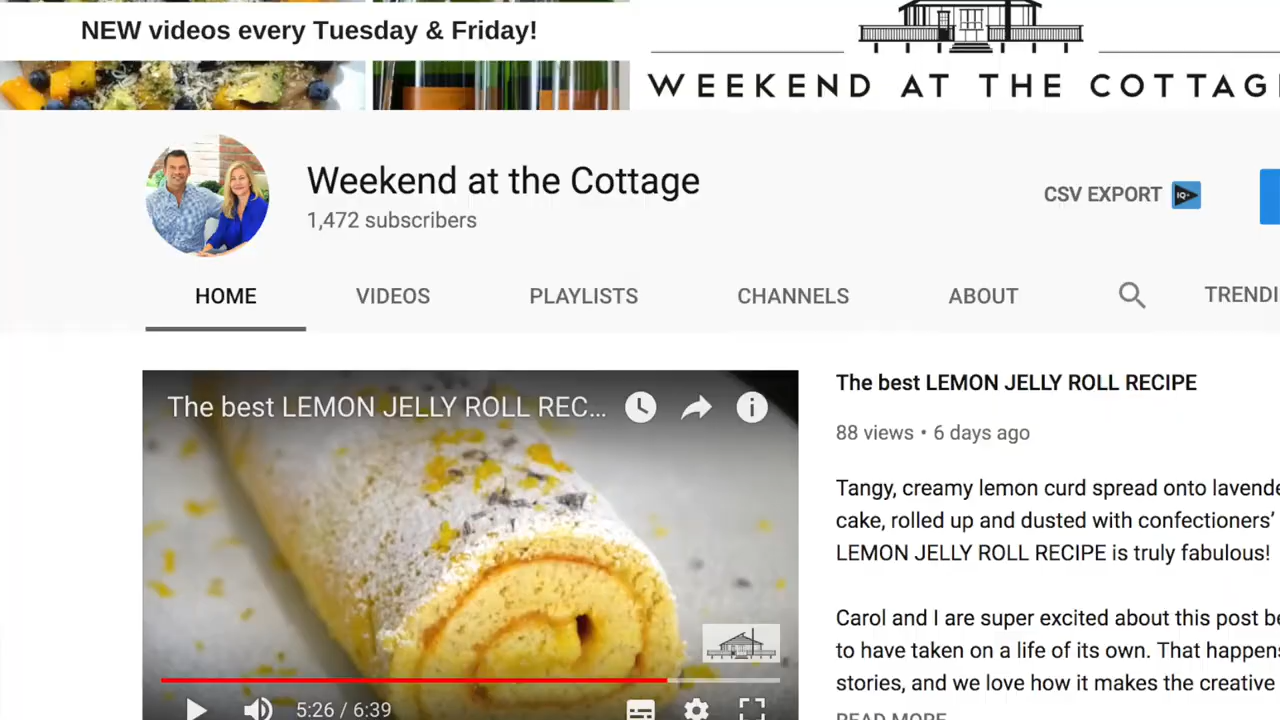 NEW videos every Tuesday & Friday!
WEEKEND AT THE COTTAG
Weekend at the Cottage
1,472 subscribers
CSV EXPORT IQ+
HOME VIDEOS PLAYLISTS CHANNELS ABOUT TRENDI
The best LEMON JELLY ROLL REC...
The best LEMON JELLY ROLL RECIPE
88 views • 6 days ago
Tangy, creamy lemon curd spread onto lavende
cake, rolled up and dusted with confectioners’
LEMON JELLY ROLL RECIPE is truly fabulous!
Carol and I are super excited about this post be
to have taken on a life of its own. That happens
stories, and we love how it makes the creative
READ MORE
5:26 / 6:39